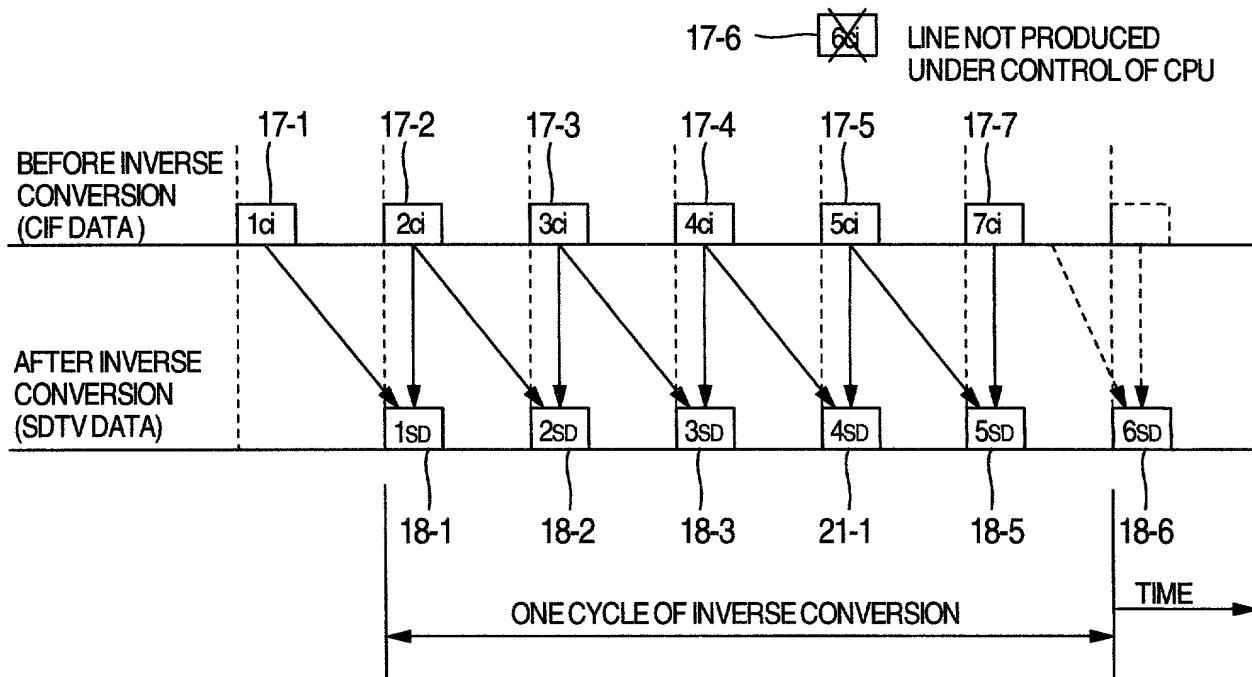 17-6
6ci
LINE NOT PRODUCED
UNDER CONTROL OF CPU
17-1
17-2
17-3
17-4
17-5
17-7
BEFORE INVERSE
CONVERSION
(CIF DATA)
1ci
2ci
3ci
4ci
5ci
7ci
AFTER INVERSE
CONVERSION
(SDTV DATA)
1SD
2SD
3SD
4SD
5SD
6SD
18-1
18-2
18-3
21-1
18-5
18-6
ONE CYCLE OF INVERSE CONVERSION
TIME